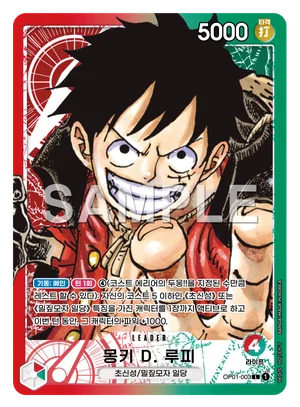 5000
타격
打
SAMPLE
기동: 메인 턴 1회 ④(코스트 에리어의 두웅!!을 지정된 수만큼
레스트 할 수 있다): 자신의 코스트 5 이하인 《초신성》 또는
《밀짚모자 일당》 특징을 가진 캐릭터를 1장까지 액티브로 하고
이번 턴 동안, 그 캐릭터의 파워 +1000.
LEADER
몽키 D. 루피
초신성/밀짚모자 일당
4
라이프
OP01-003 L 1